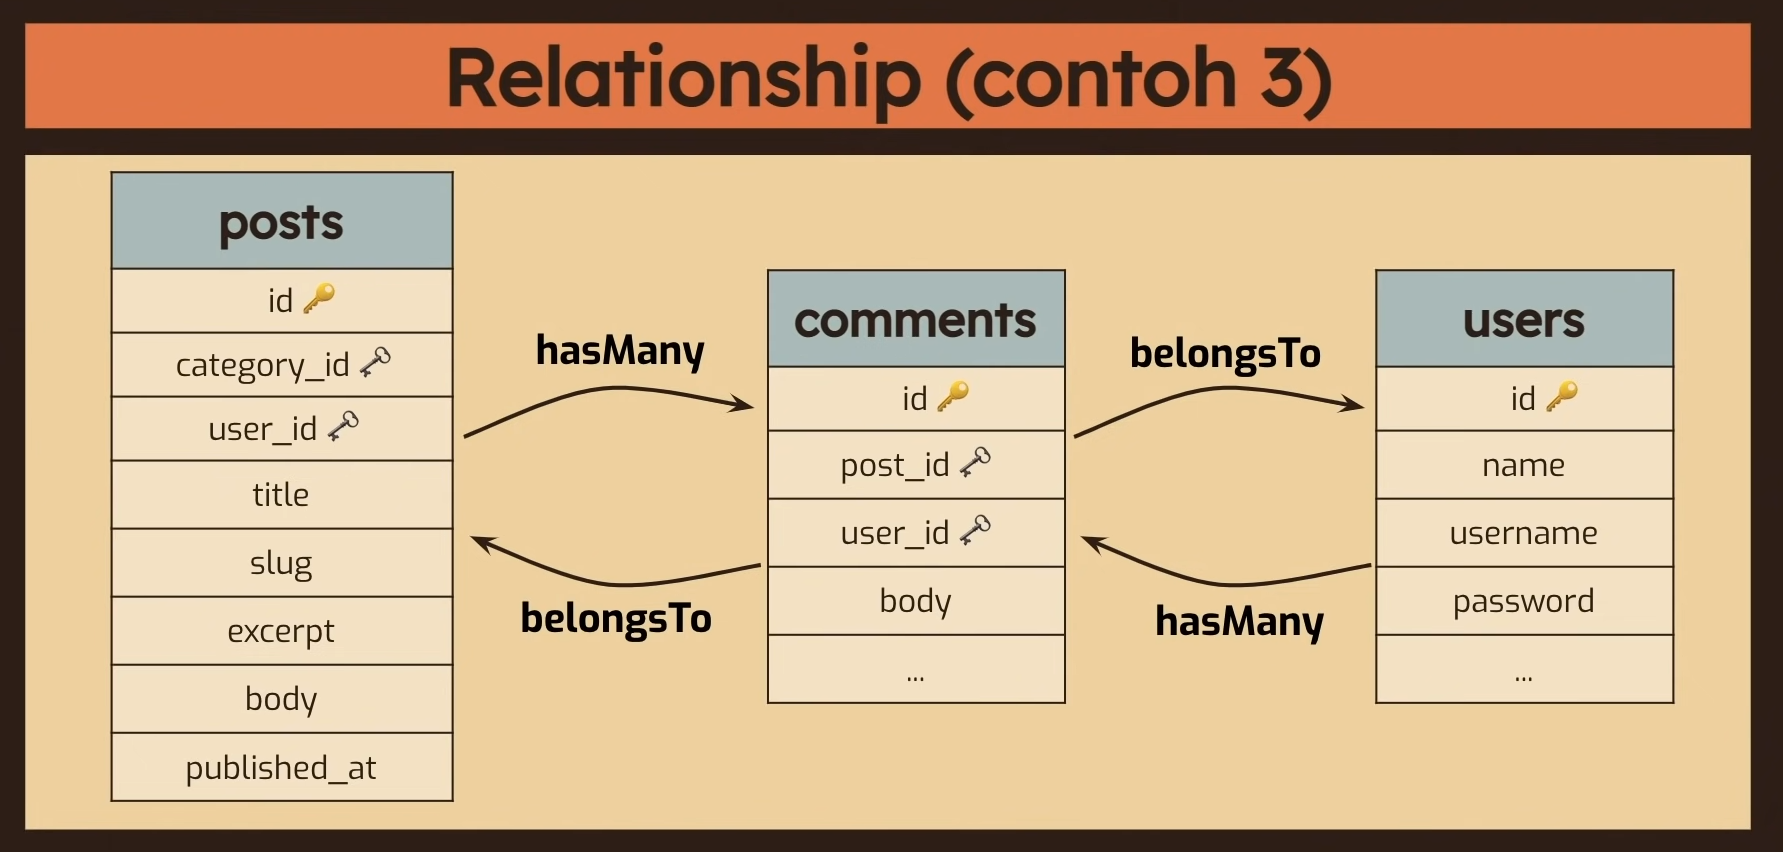 Relationship (contoh 3)
posts
id
category_id
user_id
title
slug
excerpt
body
published_at
hasMany
belongsTo
comments
id
post_id
user_id
body
...
belongsTo
hasMany
users
id
name
username
password
...